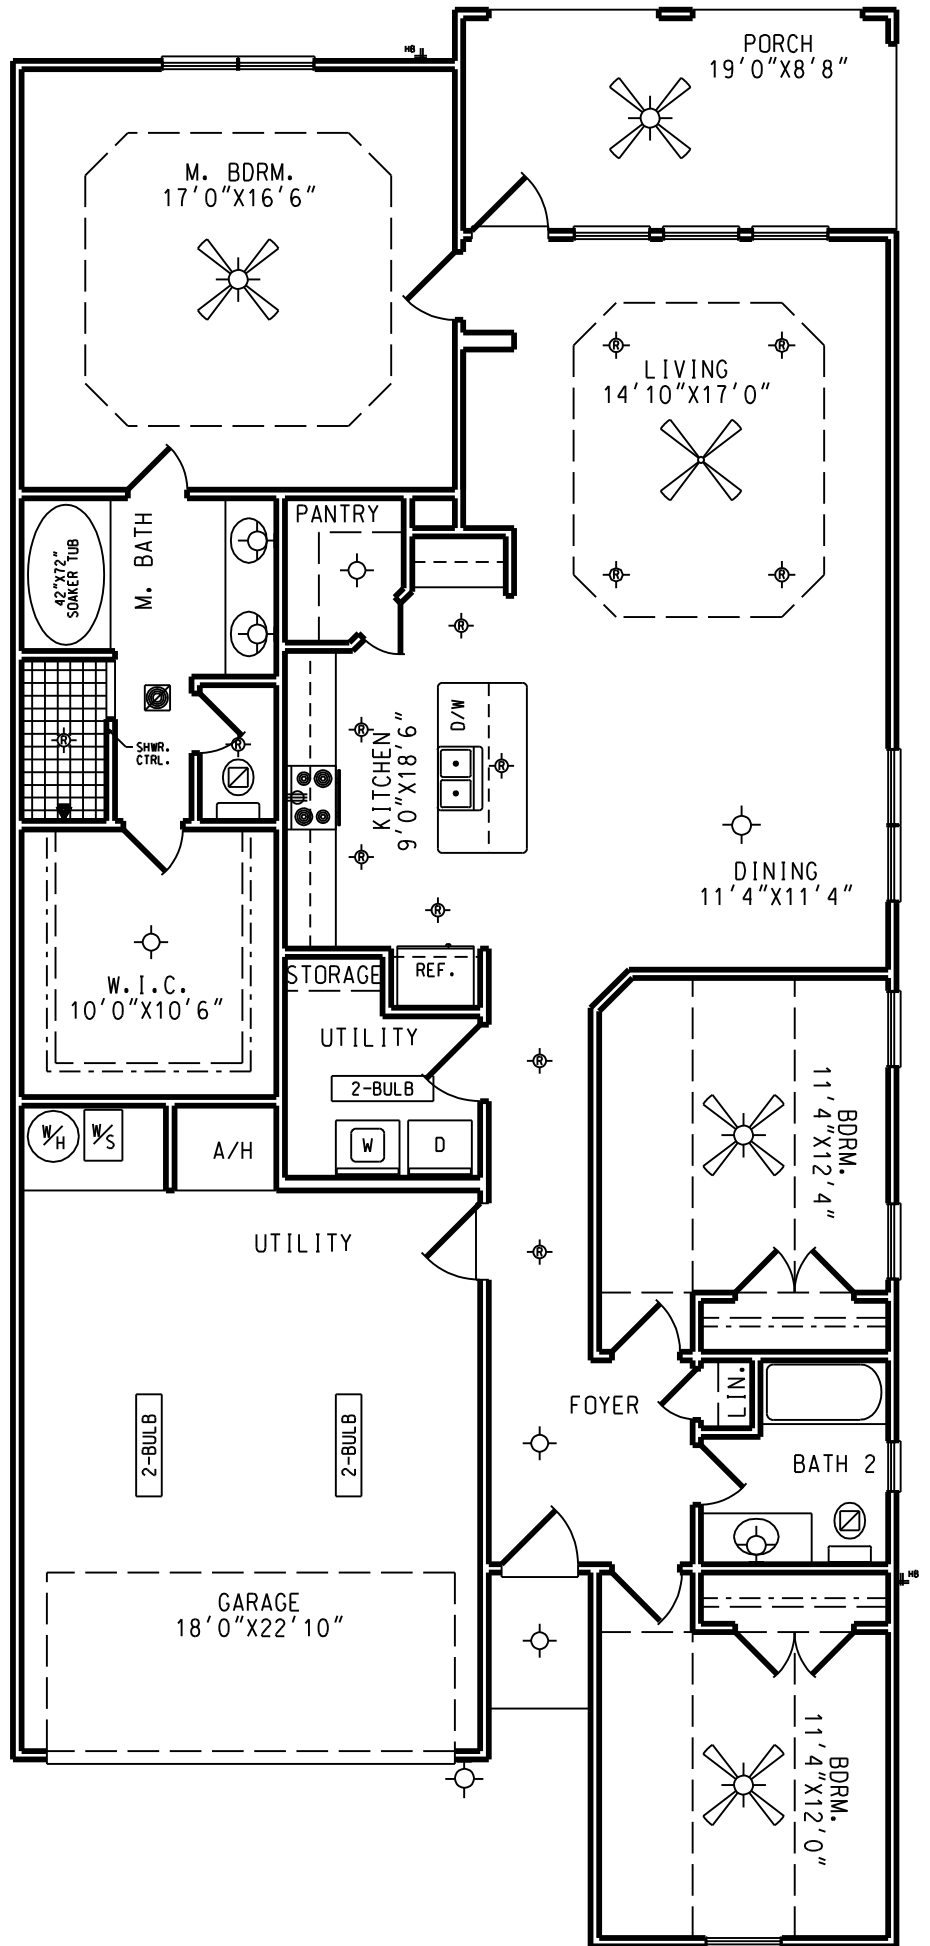 HB
PORCH
19'0"X8'8"
M. BDRM.
17'0"X16'6"
R
R
LIVING
14'10"X17'0"
R
R
PANTRY
M. BATH
42"X72"
SOAKER TUB
R
D/W
KITCHEN
9'0"X18'6"
R
R
R
R
R
SHWR.
CTRL.
R
R
DINING
11'4"X11'4"
STORAGE
REF.
W.I.C.
10'0"X10'6"
UTILITY
2-BULB
R
W/H
W/S
A/H
W
D
BDRM.
11'4"X12'4"
UTILITY
R
LIN.
FOYER
2-BULB
2-BULB
BATH 2
HB
GARAGE
18'0"X22'10"
BDRM.
11'4"X12'0"